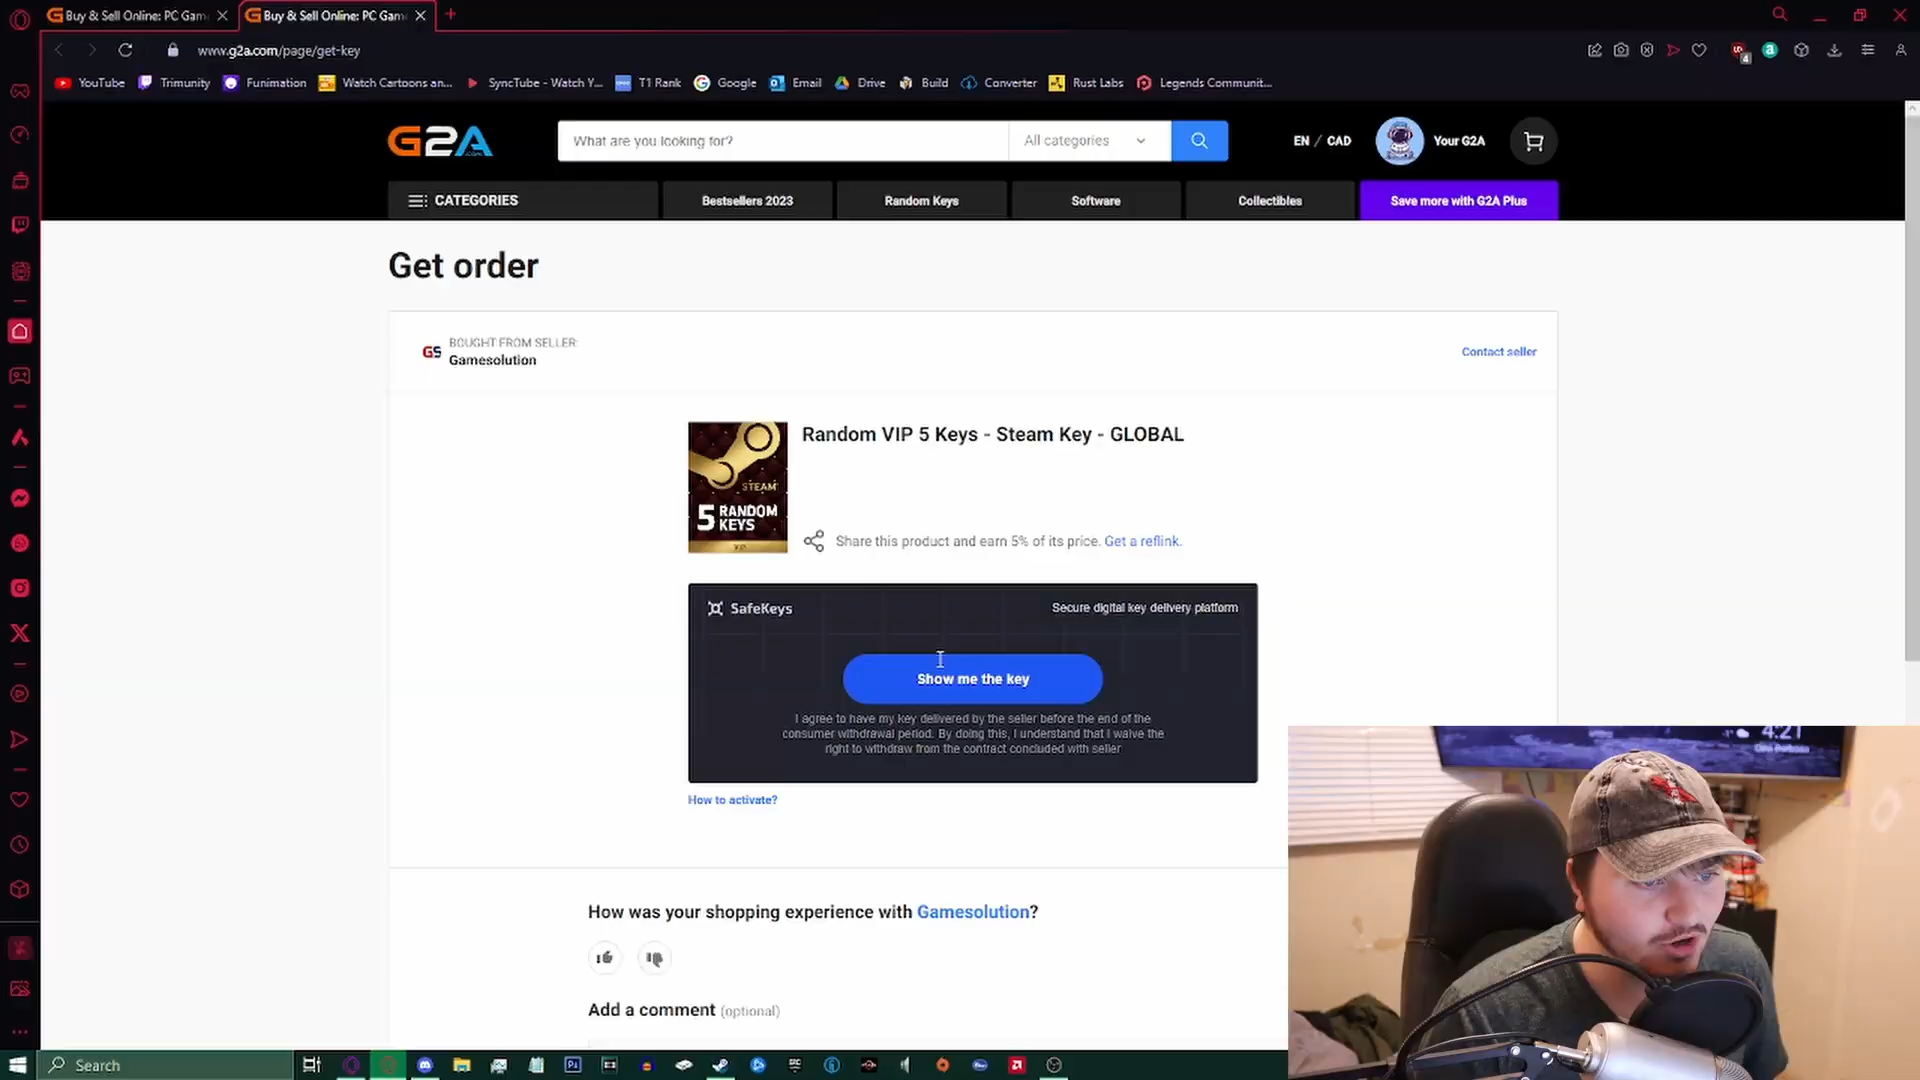 Buy & Sell Online: PC Gam
Buy & Sell Online: PC Gam
www.g2a.com/page/get-key
YouTube
Trimunity
Funimation
Watch Cartoons an...
SyncTube - Watch Y...
T1 Rank
Google
Email
Drive
Build
Converter
Rust Labs
Legends Communit...
G2A
.com
What are you looking for?
All categories
EN / CAD
Your G2A
CATEGORIES
Bestsellers 2023
Random Keys
Software
Collectibles
Save more with G2A Plus
Get order
GS
BOUGHT FROM SELLER:
Gamesolution
Contact seller
STEAM
5 RANDOM
KEYS
VIP
Random VIP 5 Keys - Steam Key - GLOBAL
Share this product and earn 5% of its price. Get a reflink.
SafeKeys
Secure digital key delivery platform
Show me the key
I agree to have my key delivered by the seller before the end of the
consumer withdrawal period. By doing this, I understand that I waive the
right to withdraw from the contract concluded with seller
How to activate?
4:21
How was your shopping experience with Gamesolution?
Add a comment (optional)
Search